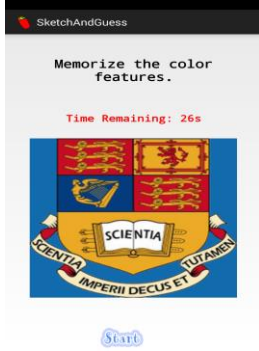 SketchAndGuess
Memorize the color
features.
Time Remaining: 26s
SCIENTIA
SCIENTIA
IMPERII DECUS ET
TUTAMEN
Start